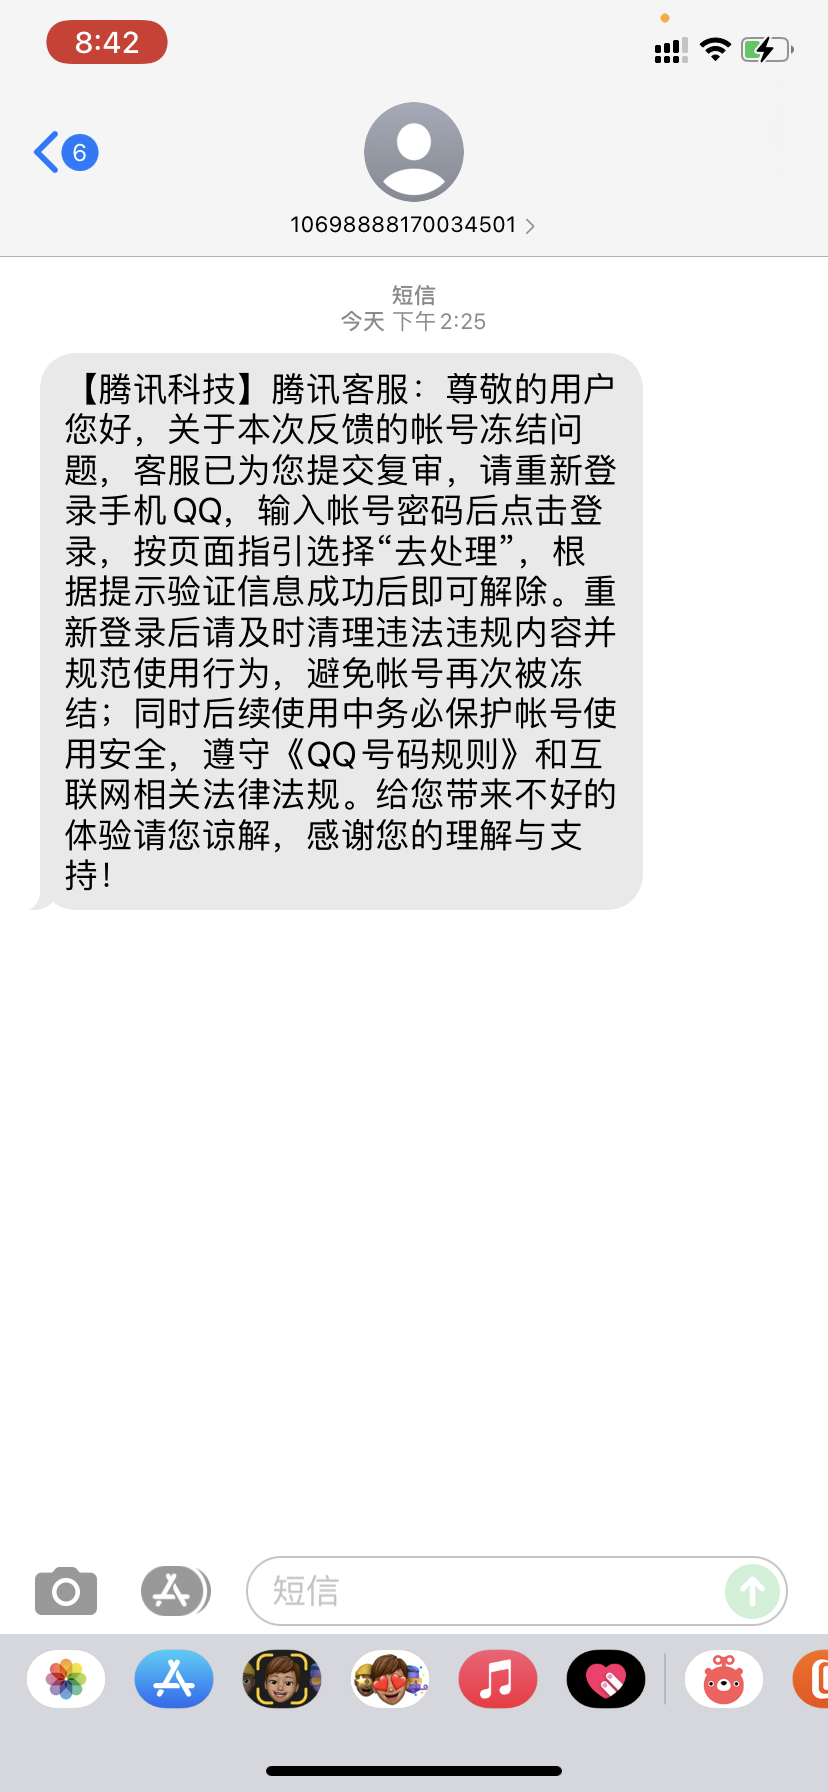 8:42
6
10698888170034501
短信
今天 下午2:25
【腾讯科技】腾讯客服：尊敬的用户
您好，关于本次反馈的帐号冻结问
题，客服已为您提交复审，请重新登
录手机QQ，输入帐号密码后点击登
录，按页面指引选择“去处理”，根
据提示验证信息成功后即可解除。重
新登录后请及时清理违法违规内容并
规范使用行为，避免帐号再次被冻
结；同时后续使用中务必保护帐号使
用安全，遵守《QQ号码规则》和互
联网相关法律法规。给您带来不好的
体验请您谅解，感谢您的理解与支
持！
短信